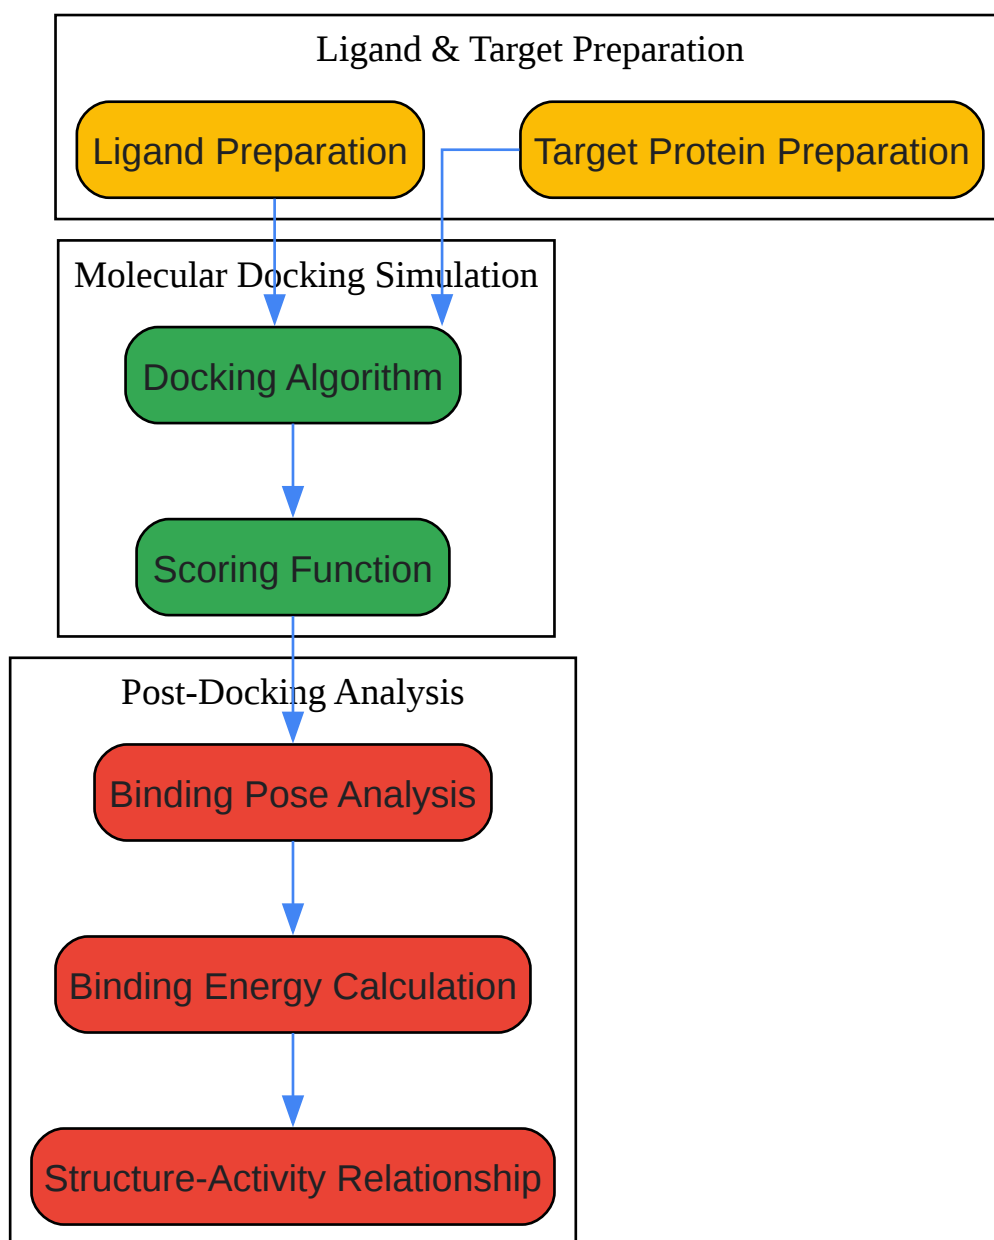 Ligand & Target Preparation
Ligand Preparation
Target Protein Preparation
Molecular Docking Simulation
Docking Algorithm
Scoring Function
Post-Docking Analysis
Binding Pose Analysis
Binding Energy Calculation
Structure-Activity Relationship